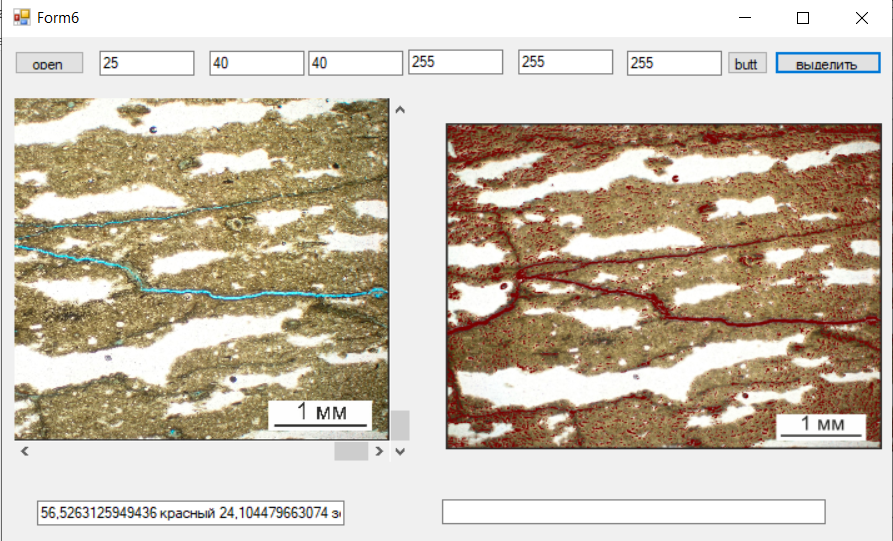 Form6
open 25 40 40 255 255 255 butt выделить
1 мм
1 мм
56,5263125949436 красный 24,104479663074